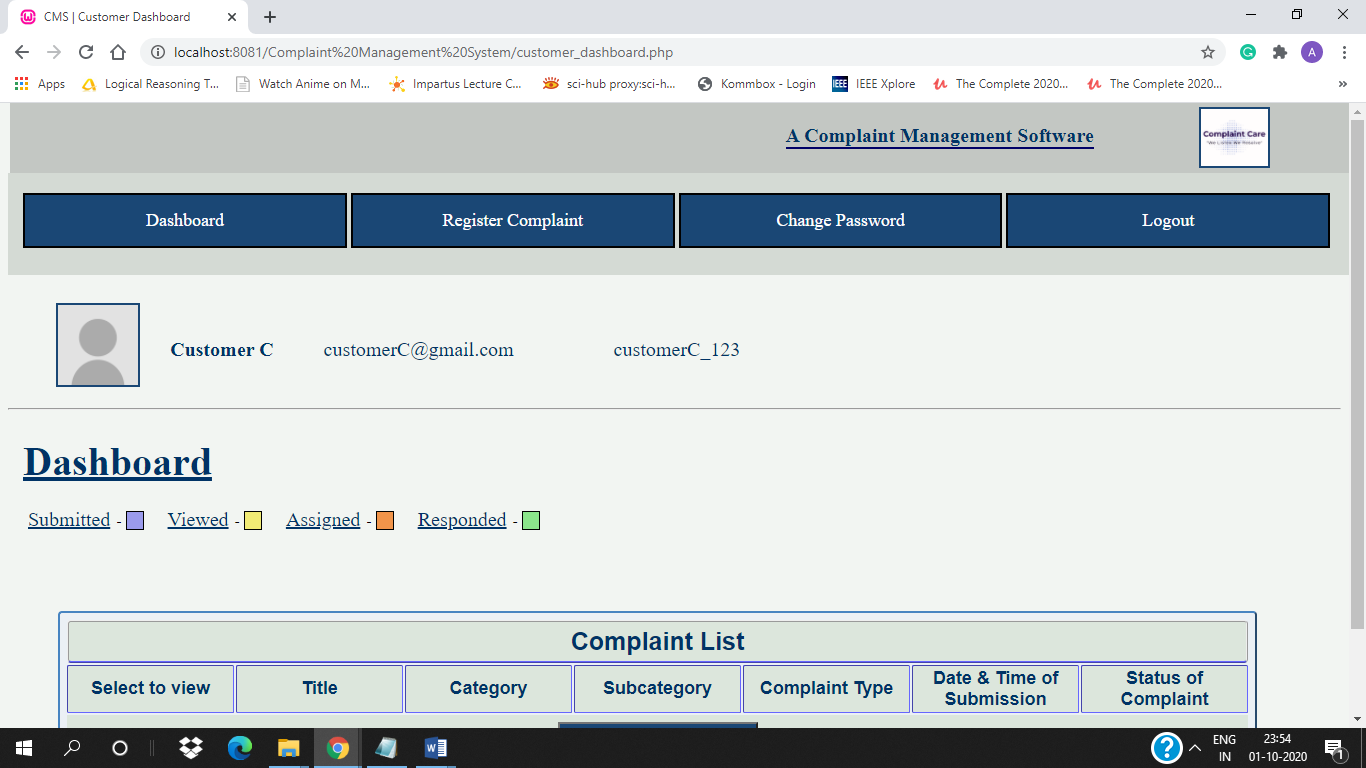 CMS | Customer Dashboard
localhost:8081/Complaint%20Management%20System/customer_dashboard.php
A
Apps Logical Reasoning T... Watch Anime on M... Impartus Lecture C... sci-hub proxy:sci-h... Kommbox - Login IEEE IEEE Xplore The Complete 2020... The Complete 2020...
A Complaint Management Software
Complaint Care
Dashboard Register Complaint Change Password Logout
Customer C customerC@gmail.com customerC_123
Dashboard
Submitted - Viewed - Assigned - Responded -
Complaint List
Select to view Title Category Subcategory Complaint Type Date & Time of Submission Status of Complaint
ENG 23:54
IN 01-10-2020 1